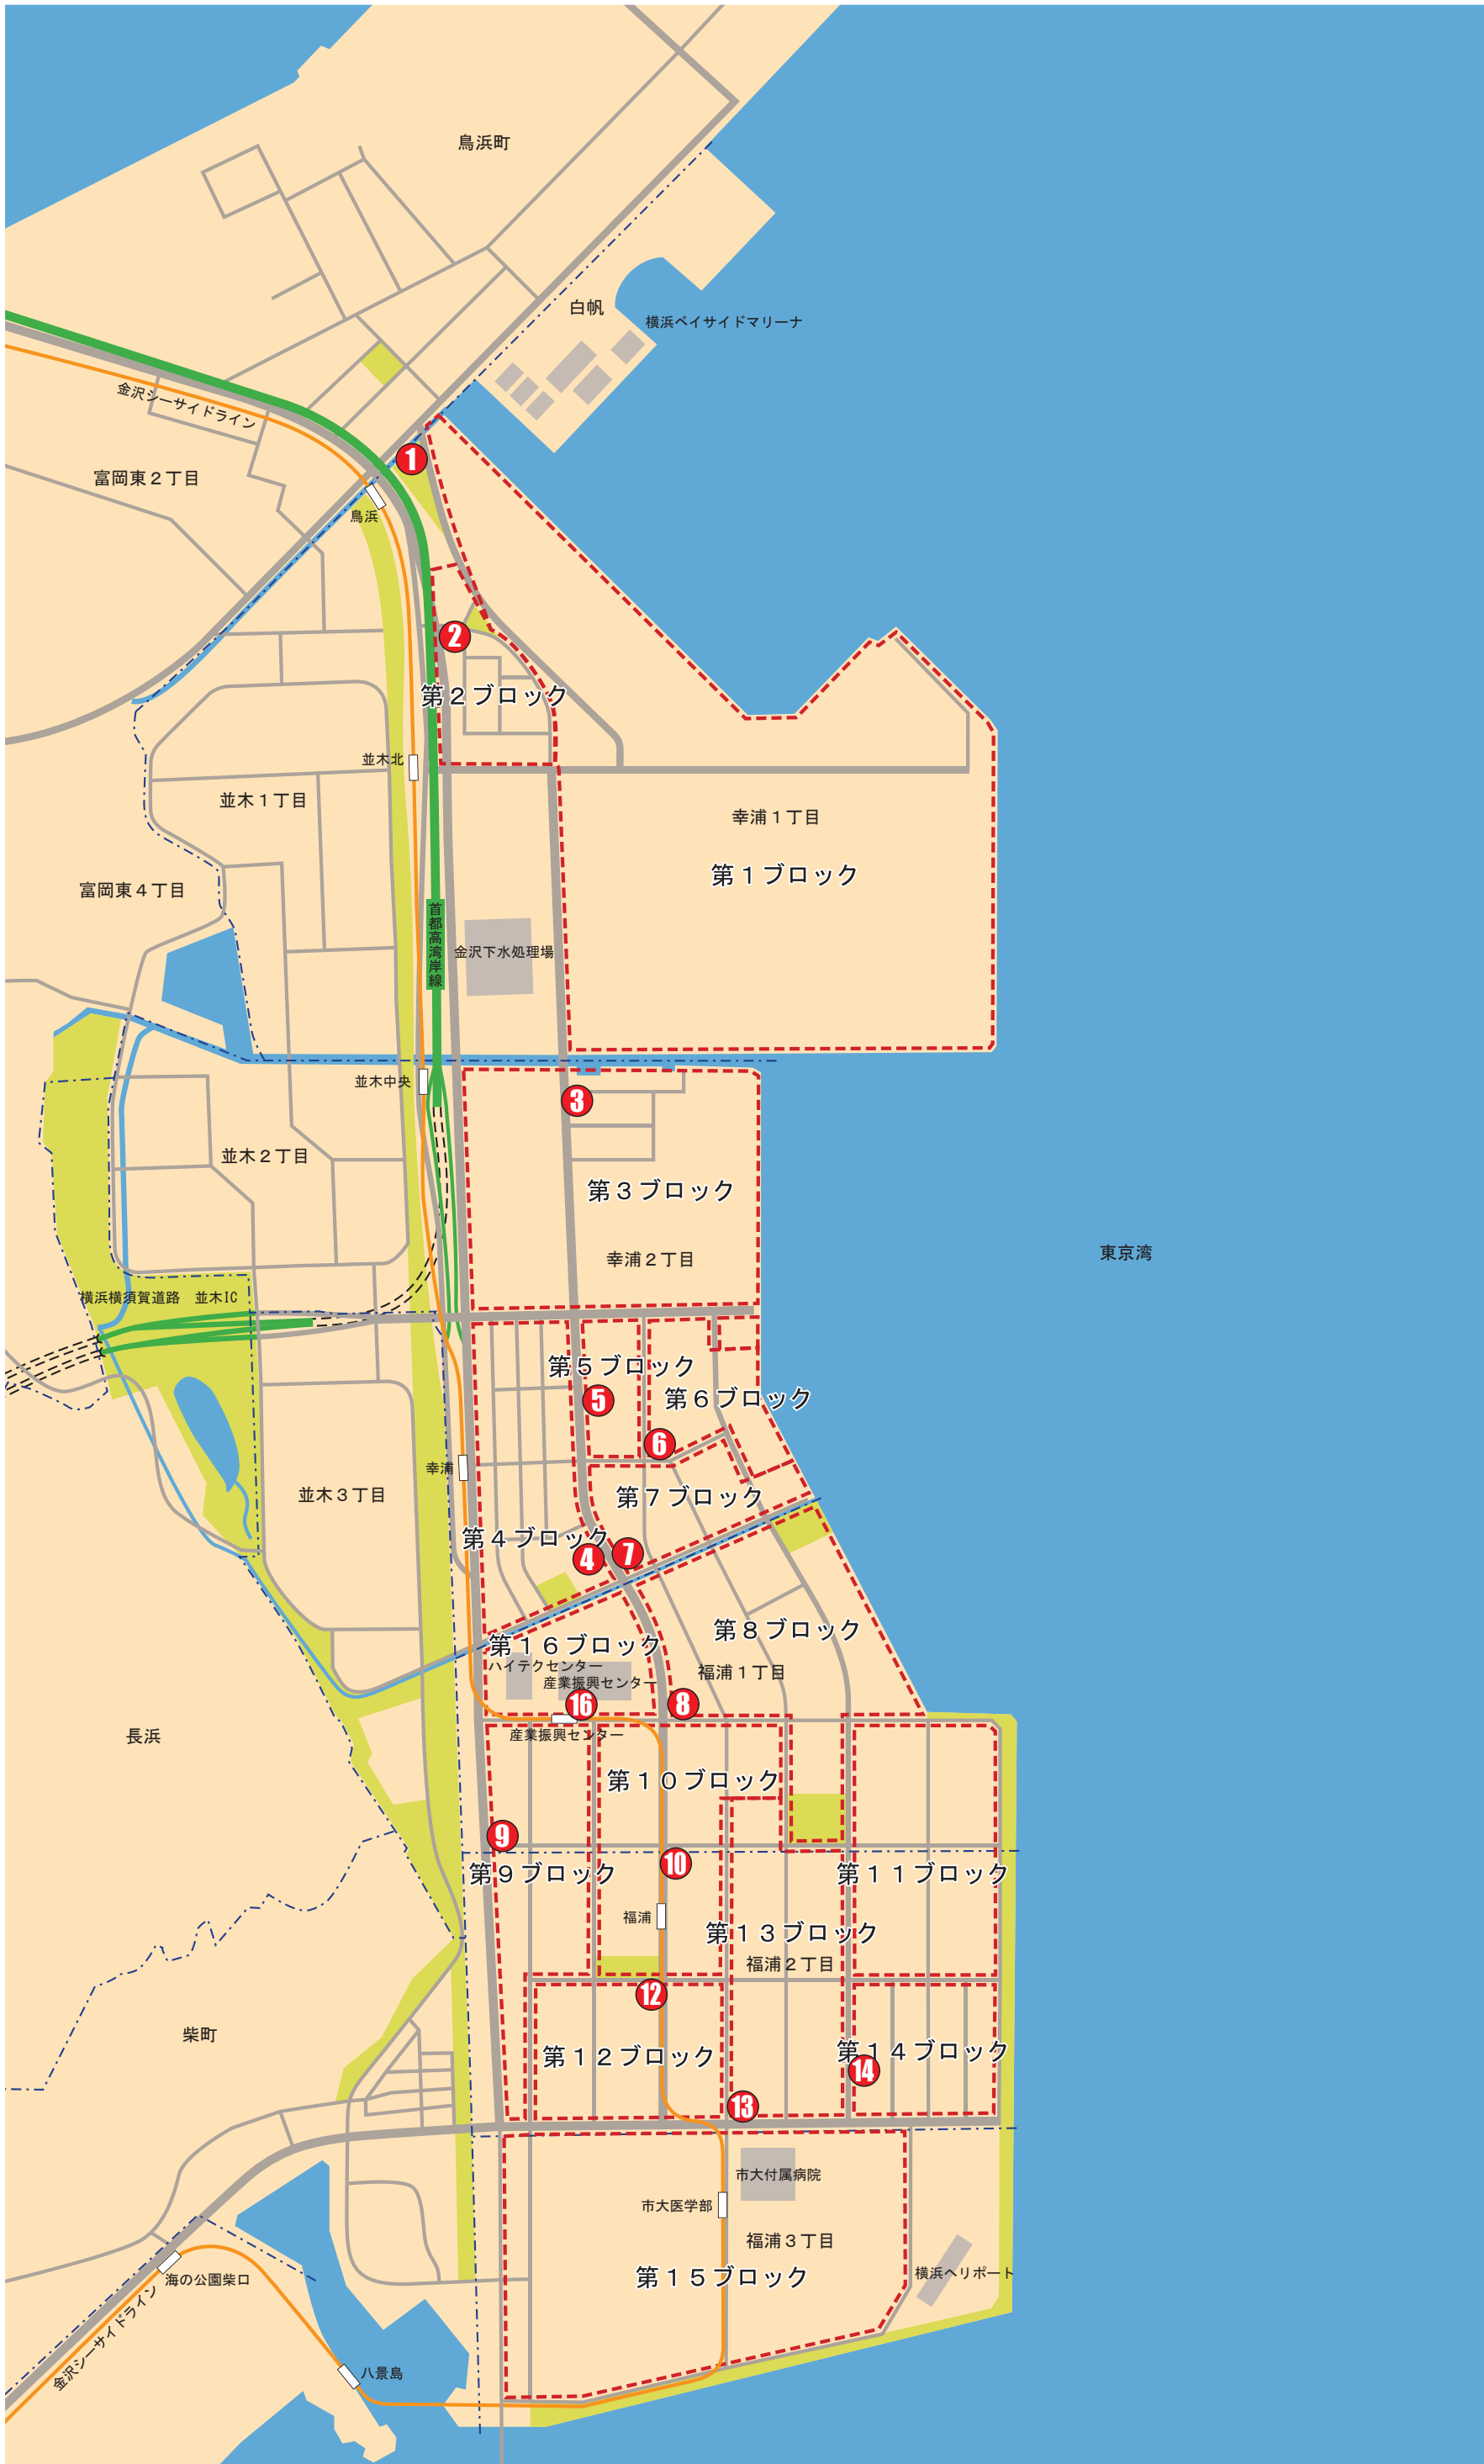 鳥浜町
白帆
横浜ベイサイドマリーナ
金沢シーサイドライン
1
富岡東２丁目
鳥浜
2
第２ブロック
並木北
並木１丁目
幸浦１丁目
第１ブロック
富岡東４丁目
首都高湾岸線
金沢下水処理場
並木中央
3
並木２丁目
第３ブロック
東京湾
幸浦２丁目
横浜横須賀道路　並木IC
第５ブロック
5
第６ブロック
6
幸浦
並木３丁目
第７ブロック
第４ブロック
4
7
第８ブロック
第１６ブロック
ハイテクセンター
福浦１丁目
産業振興センター
16
8
産業振興センター
長浜
第１０ブロック
9
10
第９ブロック
第１１ブロック
福浦
第１３ブロック
福浦２丁目
12
柴町
第１２ブロック
第１４ブロック
14
13
市大付属病院
市大医学部
福浦３丁目
横浜ヘリポート
第１５ブロック
海の公園柴口
金沢シーサイドライン
八景島